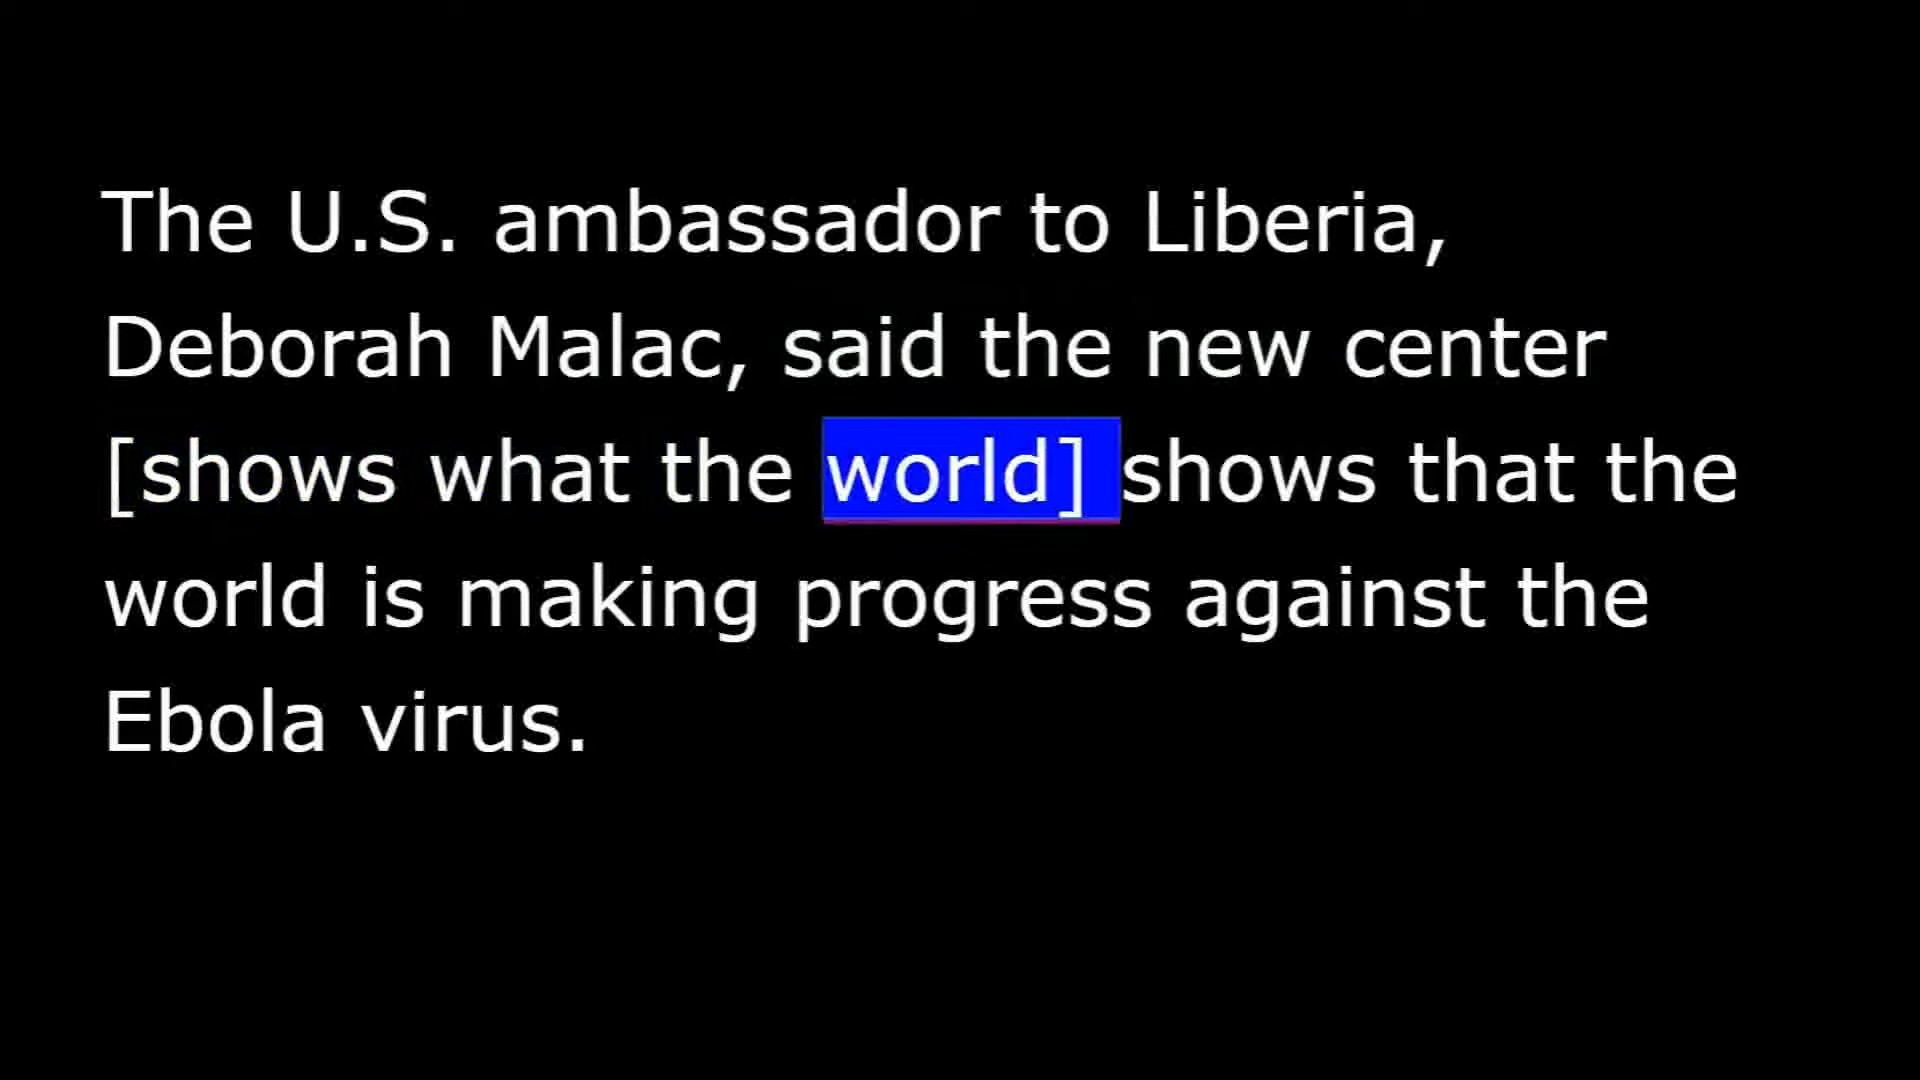 The U.S. ambassador to Liberia,
Deborah Malac, said the new center
[shows what the world] shows that the
world is making progress against the
Ebola virus.